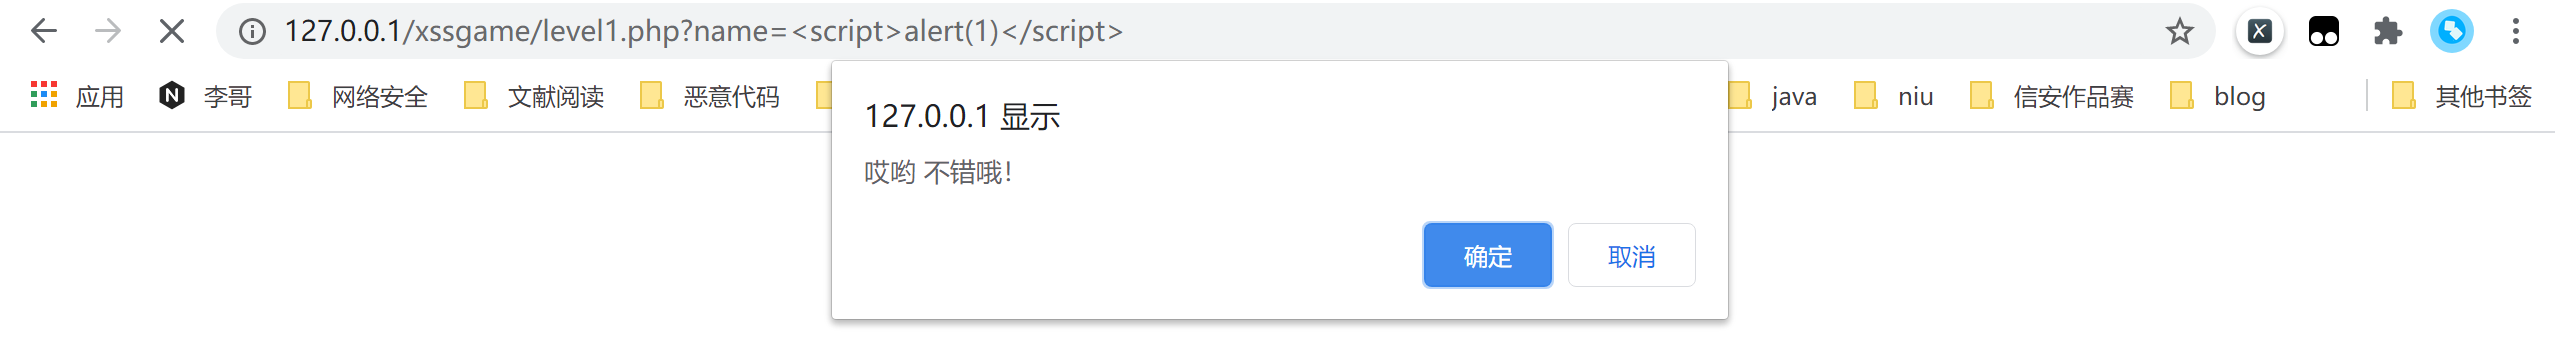 127.0.0.1/xssgame/level1.php?name=<script>alert(1)</script>
应用 李哥 网络安全 文献阅读 恶意代码 java niu 信安作品赛 blog 其他书签
127.0.0.1 显示
哎哟 不错哦！
确定 取消